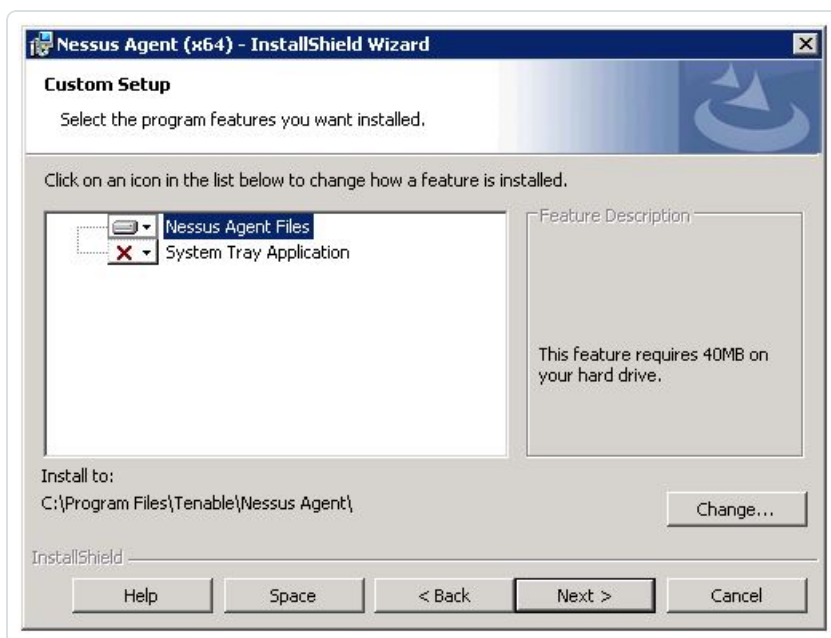 Nessus Agent (x64) - InstallShield Wizard
Custom Setup
Select the program features you want installed.
Click on an icon in the list below to change how a feature is installed.
Nessus Agent Files
System Tray Application
Feature Description
This feature requires 40MB on
your hard drive.
Install to:
C:\Program Files\Tenable\Nessus Agent\
Change...
InstallShield
Help
Space
< Back
Next >
Cancel